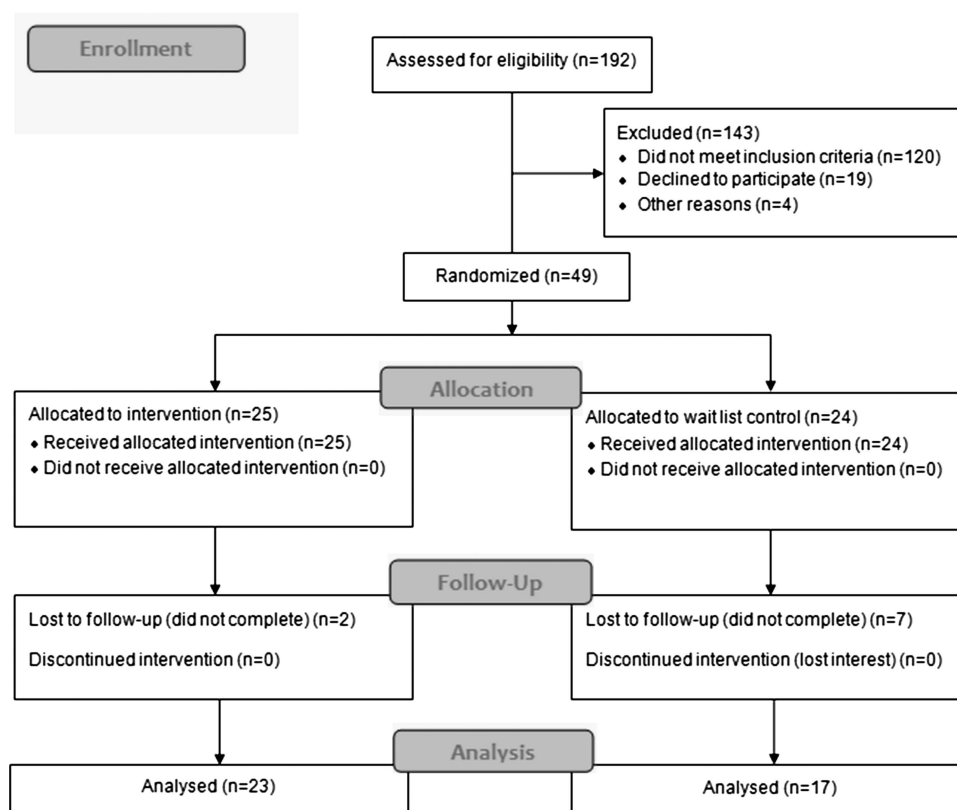 Enrollment
Assessed for eligibility (n=192)
Excluded (n=143)
⬥ Did not meet inclusion criteria (n=120)
⬥ Declined to participate (n=19)
⬥ Other reasons (n=4)
Randomized (n=49)
Allocation
Allocated to intervention (n=25)
⬥ Received allocated intervention (n=25)
⬥ Did not receive allocated intervention (n=0)
Allocated to wait list control (n=24)
⬥ Received allocated intervention (n=24)
⬥ Did not receive allocated intervention (n=0)
Follow-Up
Lost to follow-up (did not complete) (n=2)
Discontinued intervention (n=0)
Lost to follow-up (did not complete) (n=7)
Discontinued intervention (lost interest) (n=0)
Analysis
Analysed (n=23)
Analysed (n=17)